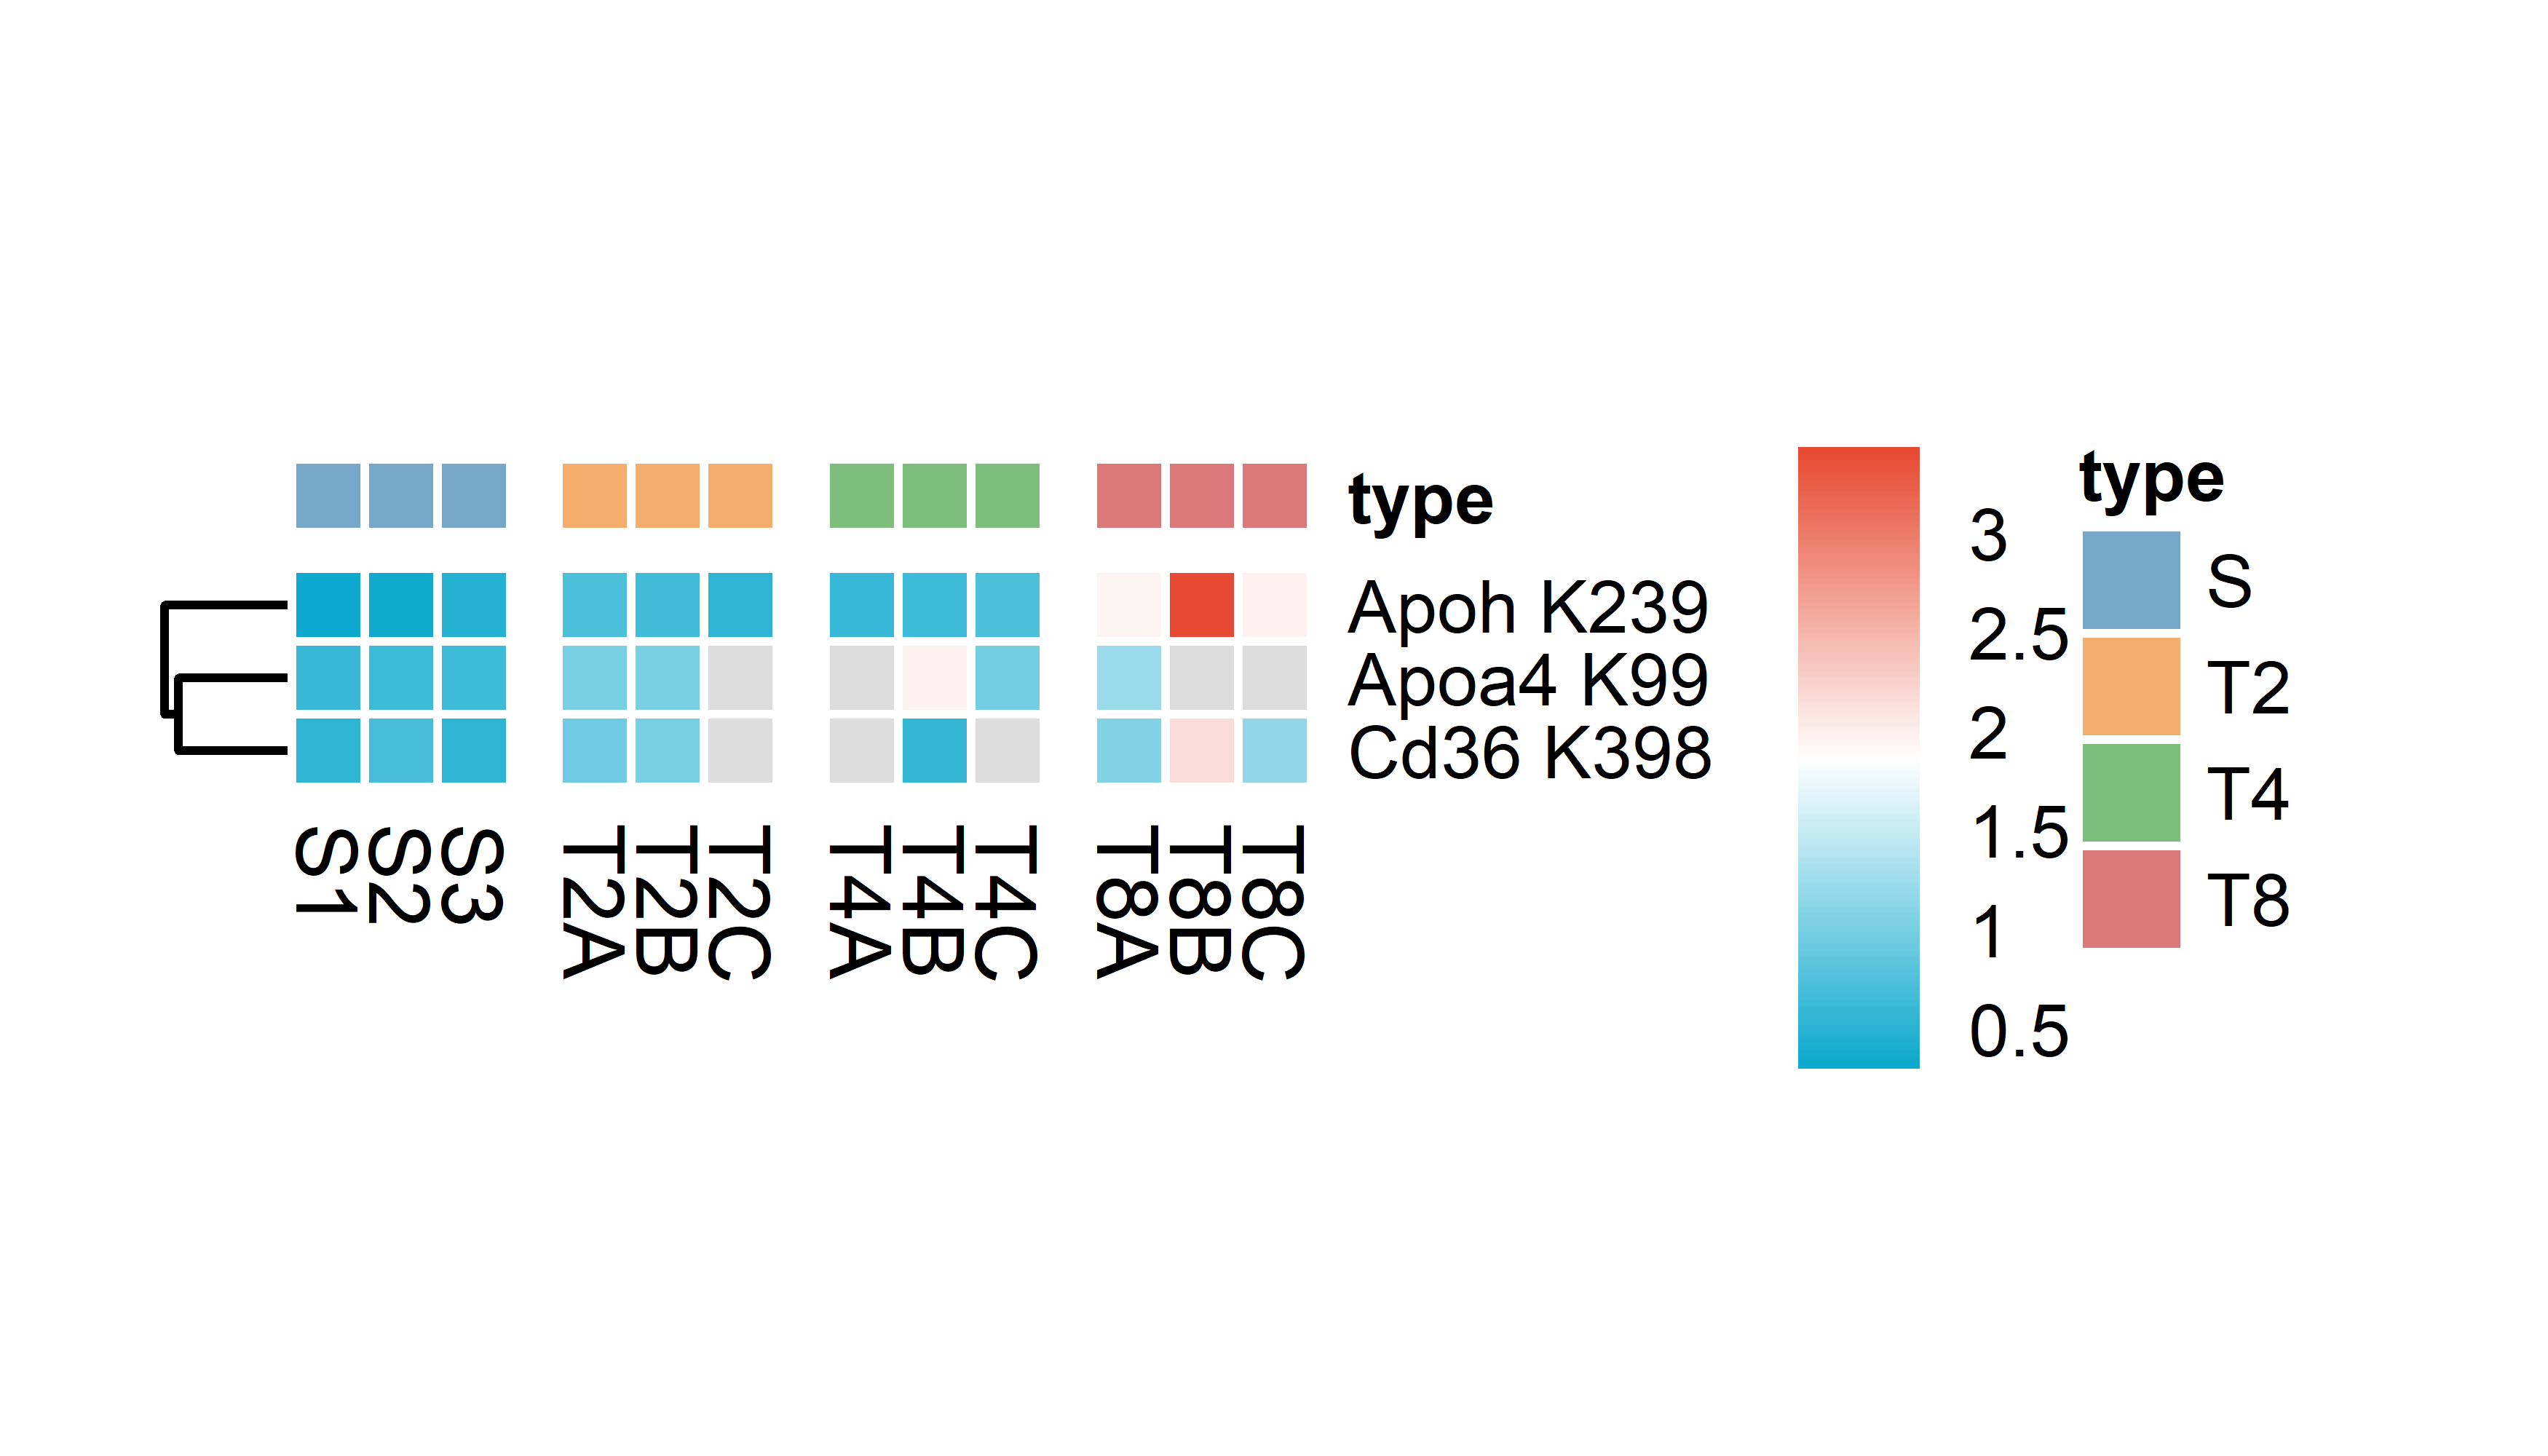 type
Apoh K239
Apoa4 K99
Cd36 K398
S1
S2
S3
T2A
T2B
T2C
T4A
T4B
T4C
T8A
T8B
T8C
3
2.5
2
1.5
1
0.5
type
S
T2
T4
T8